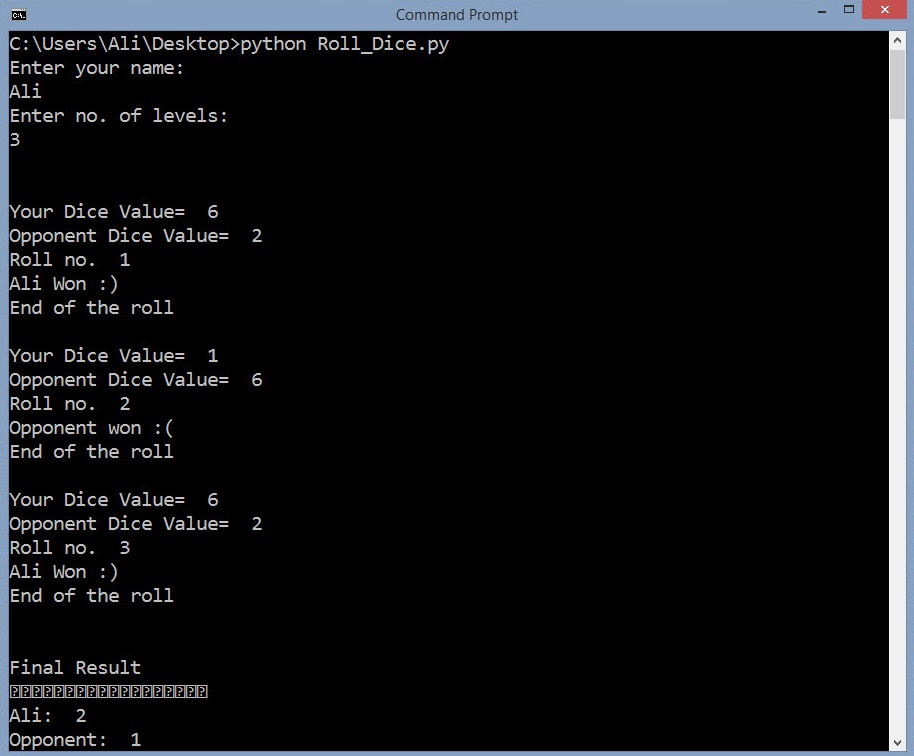 Command Prompt
C:\Users\Ali\Desktop>python Roll_Dice.py
Enter your name:
Ali
Enter no. of levels:
3
Your Dice Value=  6
Opponent Dice Value=  2
Roll no.  1
Ali Won :)
End of the roll
Your Dice Value=  1
Opponent Dice Value=  6
Roll no.  2
Opponent won :(
End of the roll
Your Dice Value=  6
Opponent Dice Value=  2
Roll no.  3
Ali Won :)
End of the roll
Final Result
⍰⍰⍰⍰⍰⍰⍰⍰⍰⍰⍰⍰⍰⍰⍰⍰⍰⍰
Ali:  2
Opponent:  1